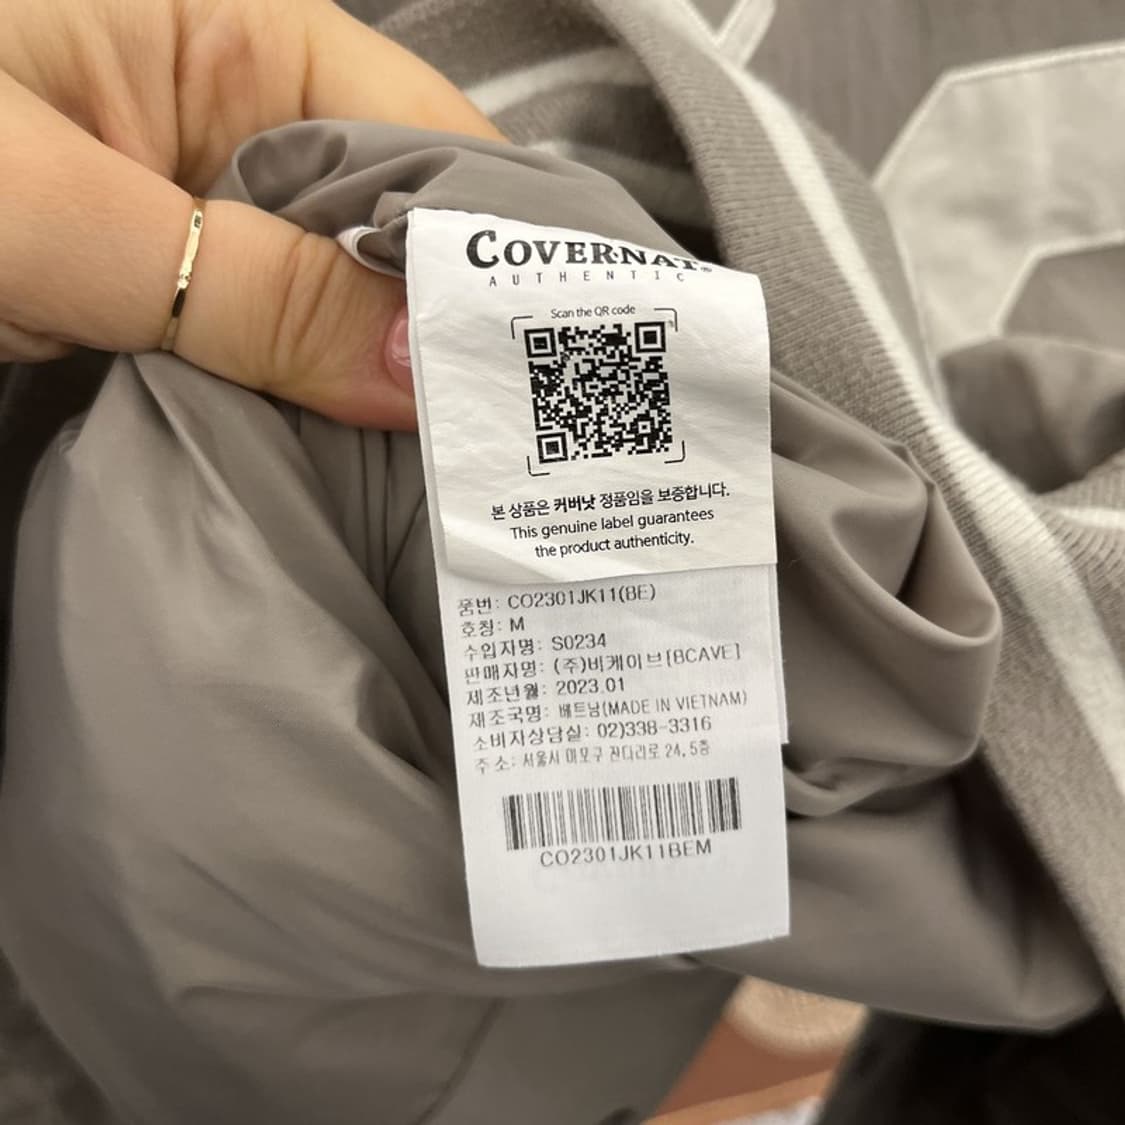 COVERNAT
AUTHENTIC
Scan the QR code
본 상품은 커버낫 정품임을 보증합니다.
This genuine label guarantees
the product authenticity.
품번: CO2301JK11(BE)
호칭: M
수입자명: S0234
판매자명: (주)비케이브[BCAVE]
제조년월: 2023.01
제조국명: 베트남(MADE IN VIETNAM)
소비자상담실: 02)338-3316
주 소: 서울시 마포구 잔다리로 24, 5층
CO2301JK11BEM